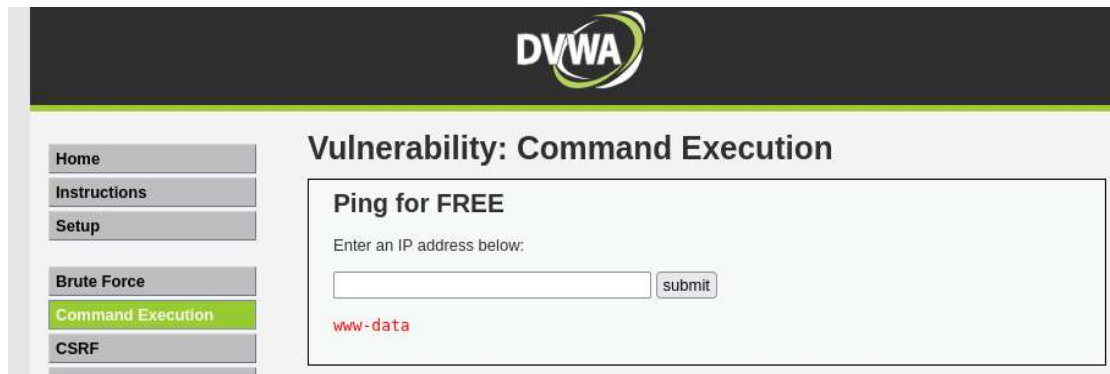 DVWA
Home
Instructions
Setup
Brute Force
Command Execution
CSRF
Vulnerability: Command Execution
Ping for FREE
Enter an IP address below:
submit
www-data